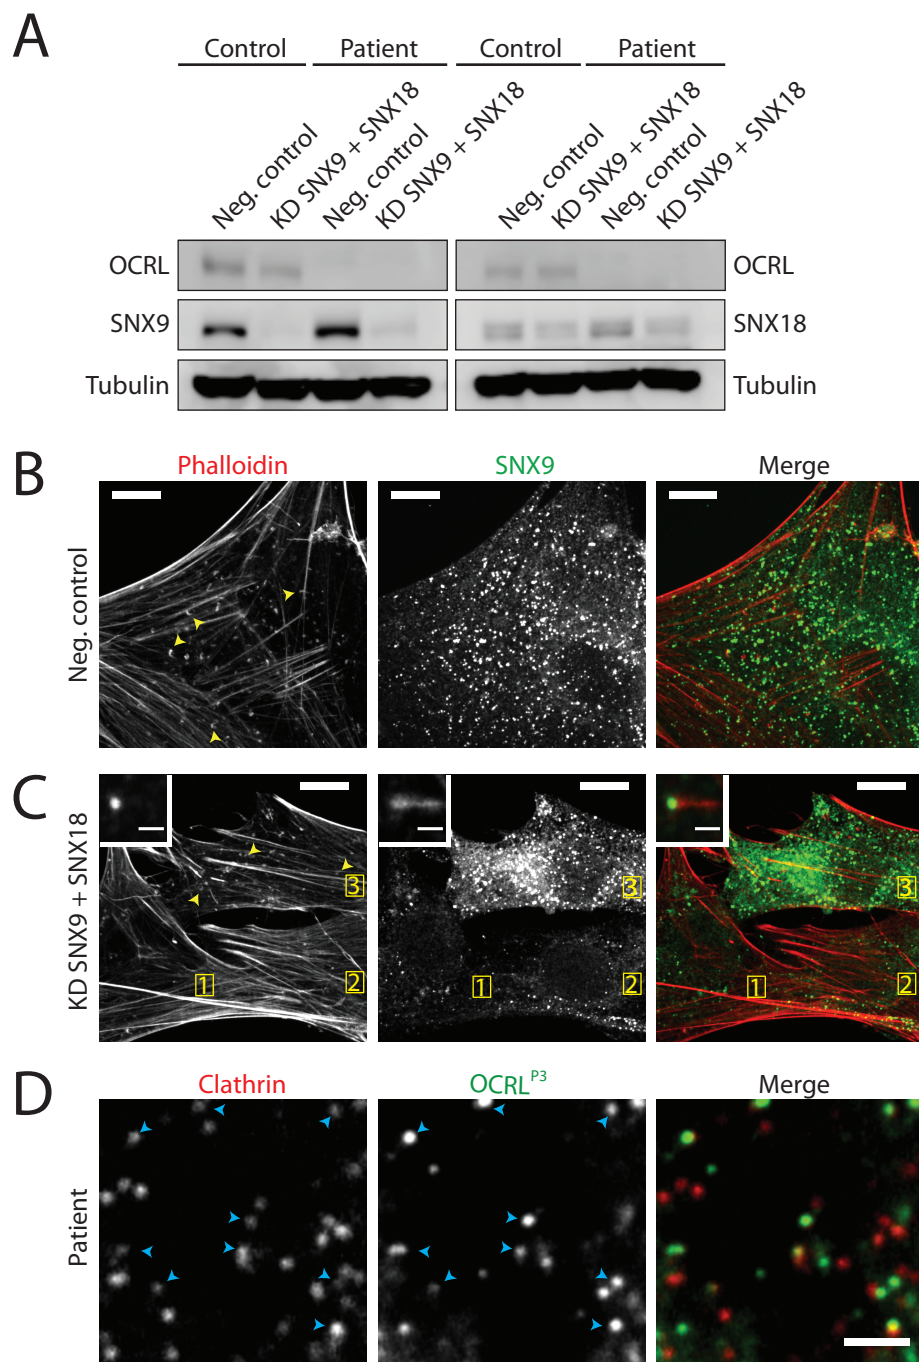 A
Control Patient Control Patient
Neg. control KD SNX9 + SNX18 Neg. control KD SNX9 + SNX18 Neg. control KD SNX9 + SNX18 Neg. control KD SNX9 + SNX18
OCRL OCRL
SNX9 SNX18
Tubulin Tubulin
B Phalloidin SNX9 Merge
Neg. control
C
KD SNX9 + SNX18
3 3 3
1 2 1 2 1 2
D Clathrin OCRLᴾ³ Merge
Patient